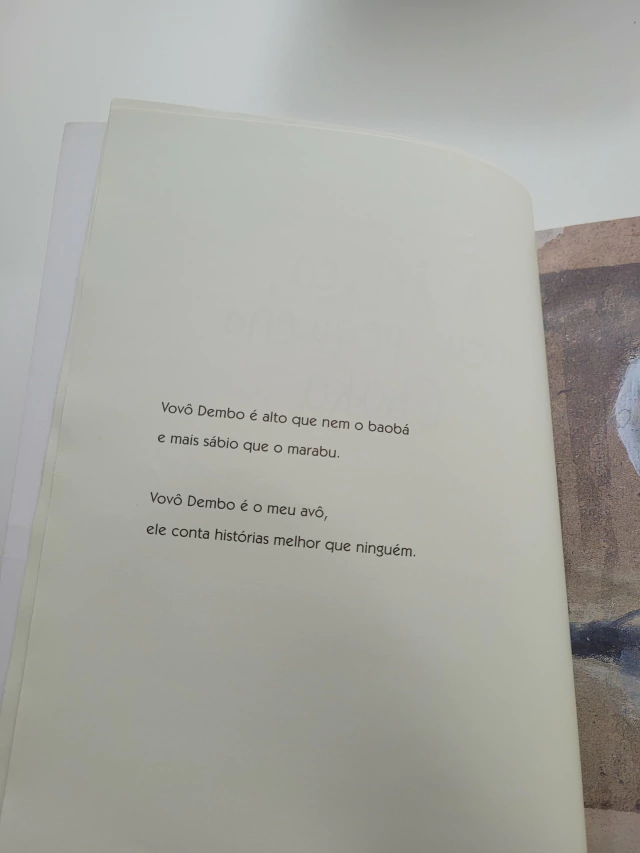 Vovô Dembo é alto que nem o baobá
e mais sábio que o marabu.
Vovô Dembo é o meu avô,
ele conta histórias melhor que ninguém.